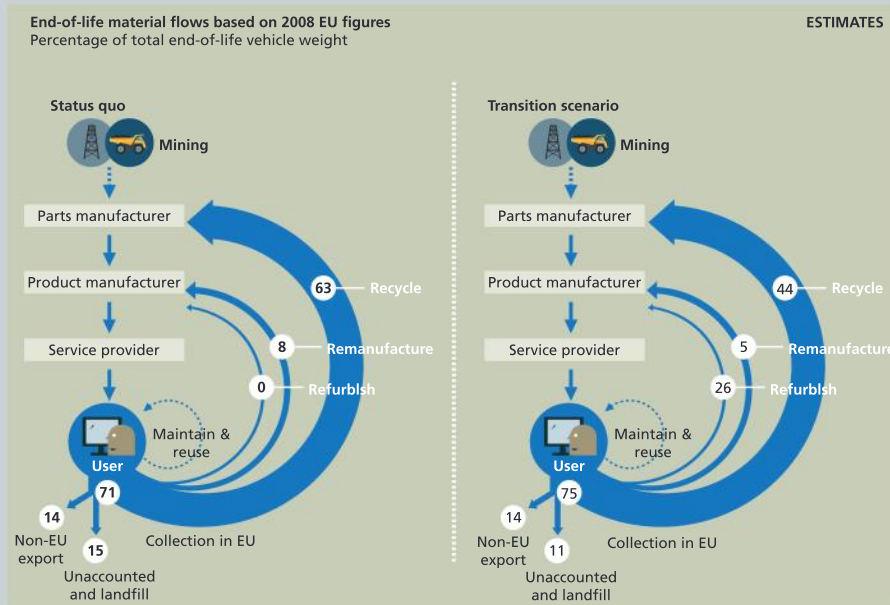 End-of-life material flows based on 2008 EU figures
Percentage of total end-of-life vehicle weight
ESTIMATES
Status quo
Mining
Parts manufacturer
Product manufacturer
Service provider
63
Recycle
8
Remanufacture
0
Refurblsh
Maintain &
reuse
User
71
14
Non-EU
export
15
Unaccounted
and landfill
Collection in EU
Transition scenario
Mining
Parts manufacturer
Product manufacturer
Service provider
44
Recycle
5
Remanufacture
26
Refurblsh
Maintain &
reuse
User
75
14
Non-EU
export
11
Unaccounted
and landfill
Collection in EU